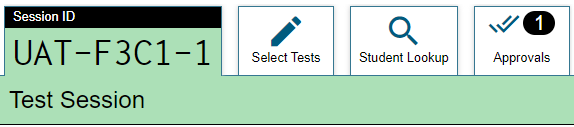 Session ID
UAT-F3C1-1
Select Tests
Student Lookup
1
Approvals
Test Session